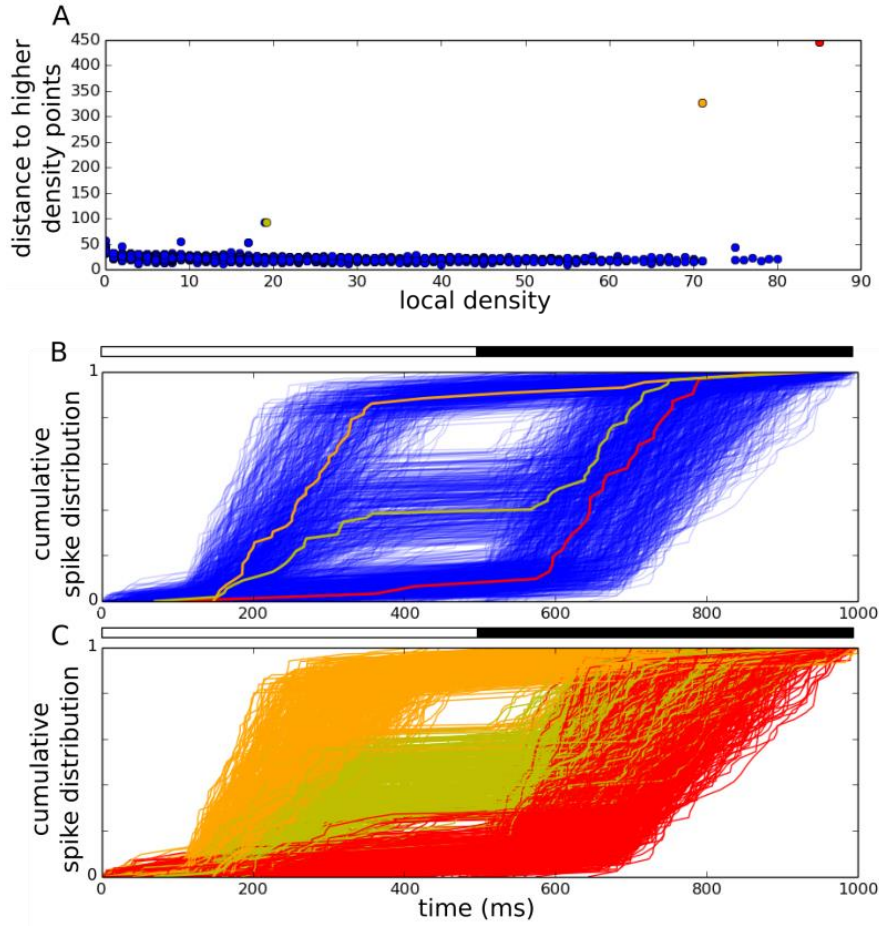 A
450
400
350
300
250
200
150
100
50
0
distance to higher
density points
0 10 20 30 40 50 60 70 80 90
local density
B
1
0
cumulative
spike distribution
0 200 400 600 800 1000
C
1
0
cumulative
spike distribution
0 200 400 600 800 1000
time (ms)